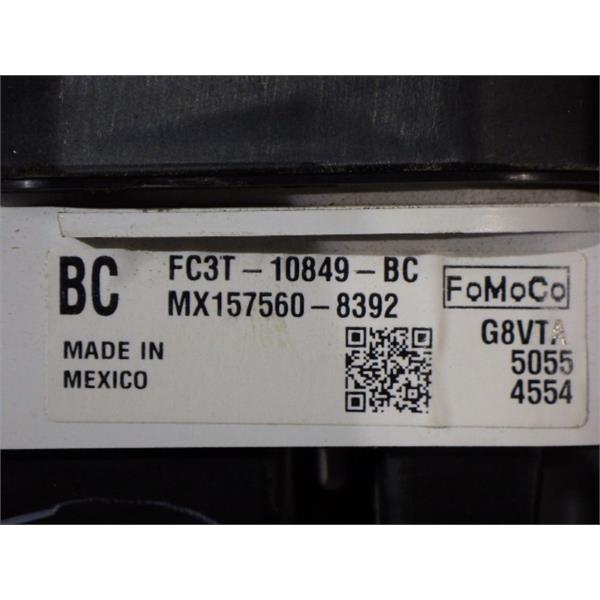 BC
FC3T-10849-BC
MX157560-8392
FoMoCo
MADE IN
MEXICO
G8VTA
5055
4554